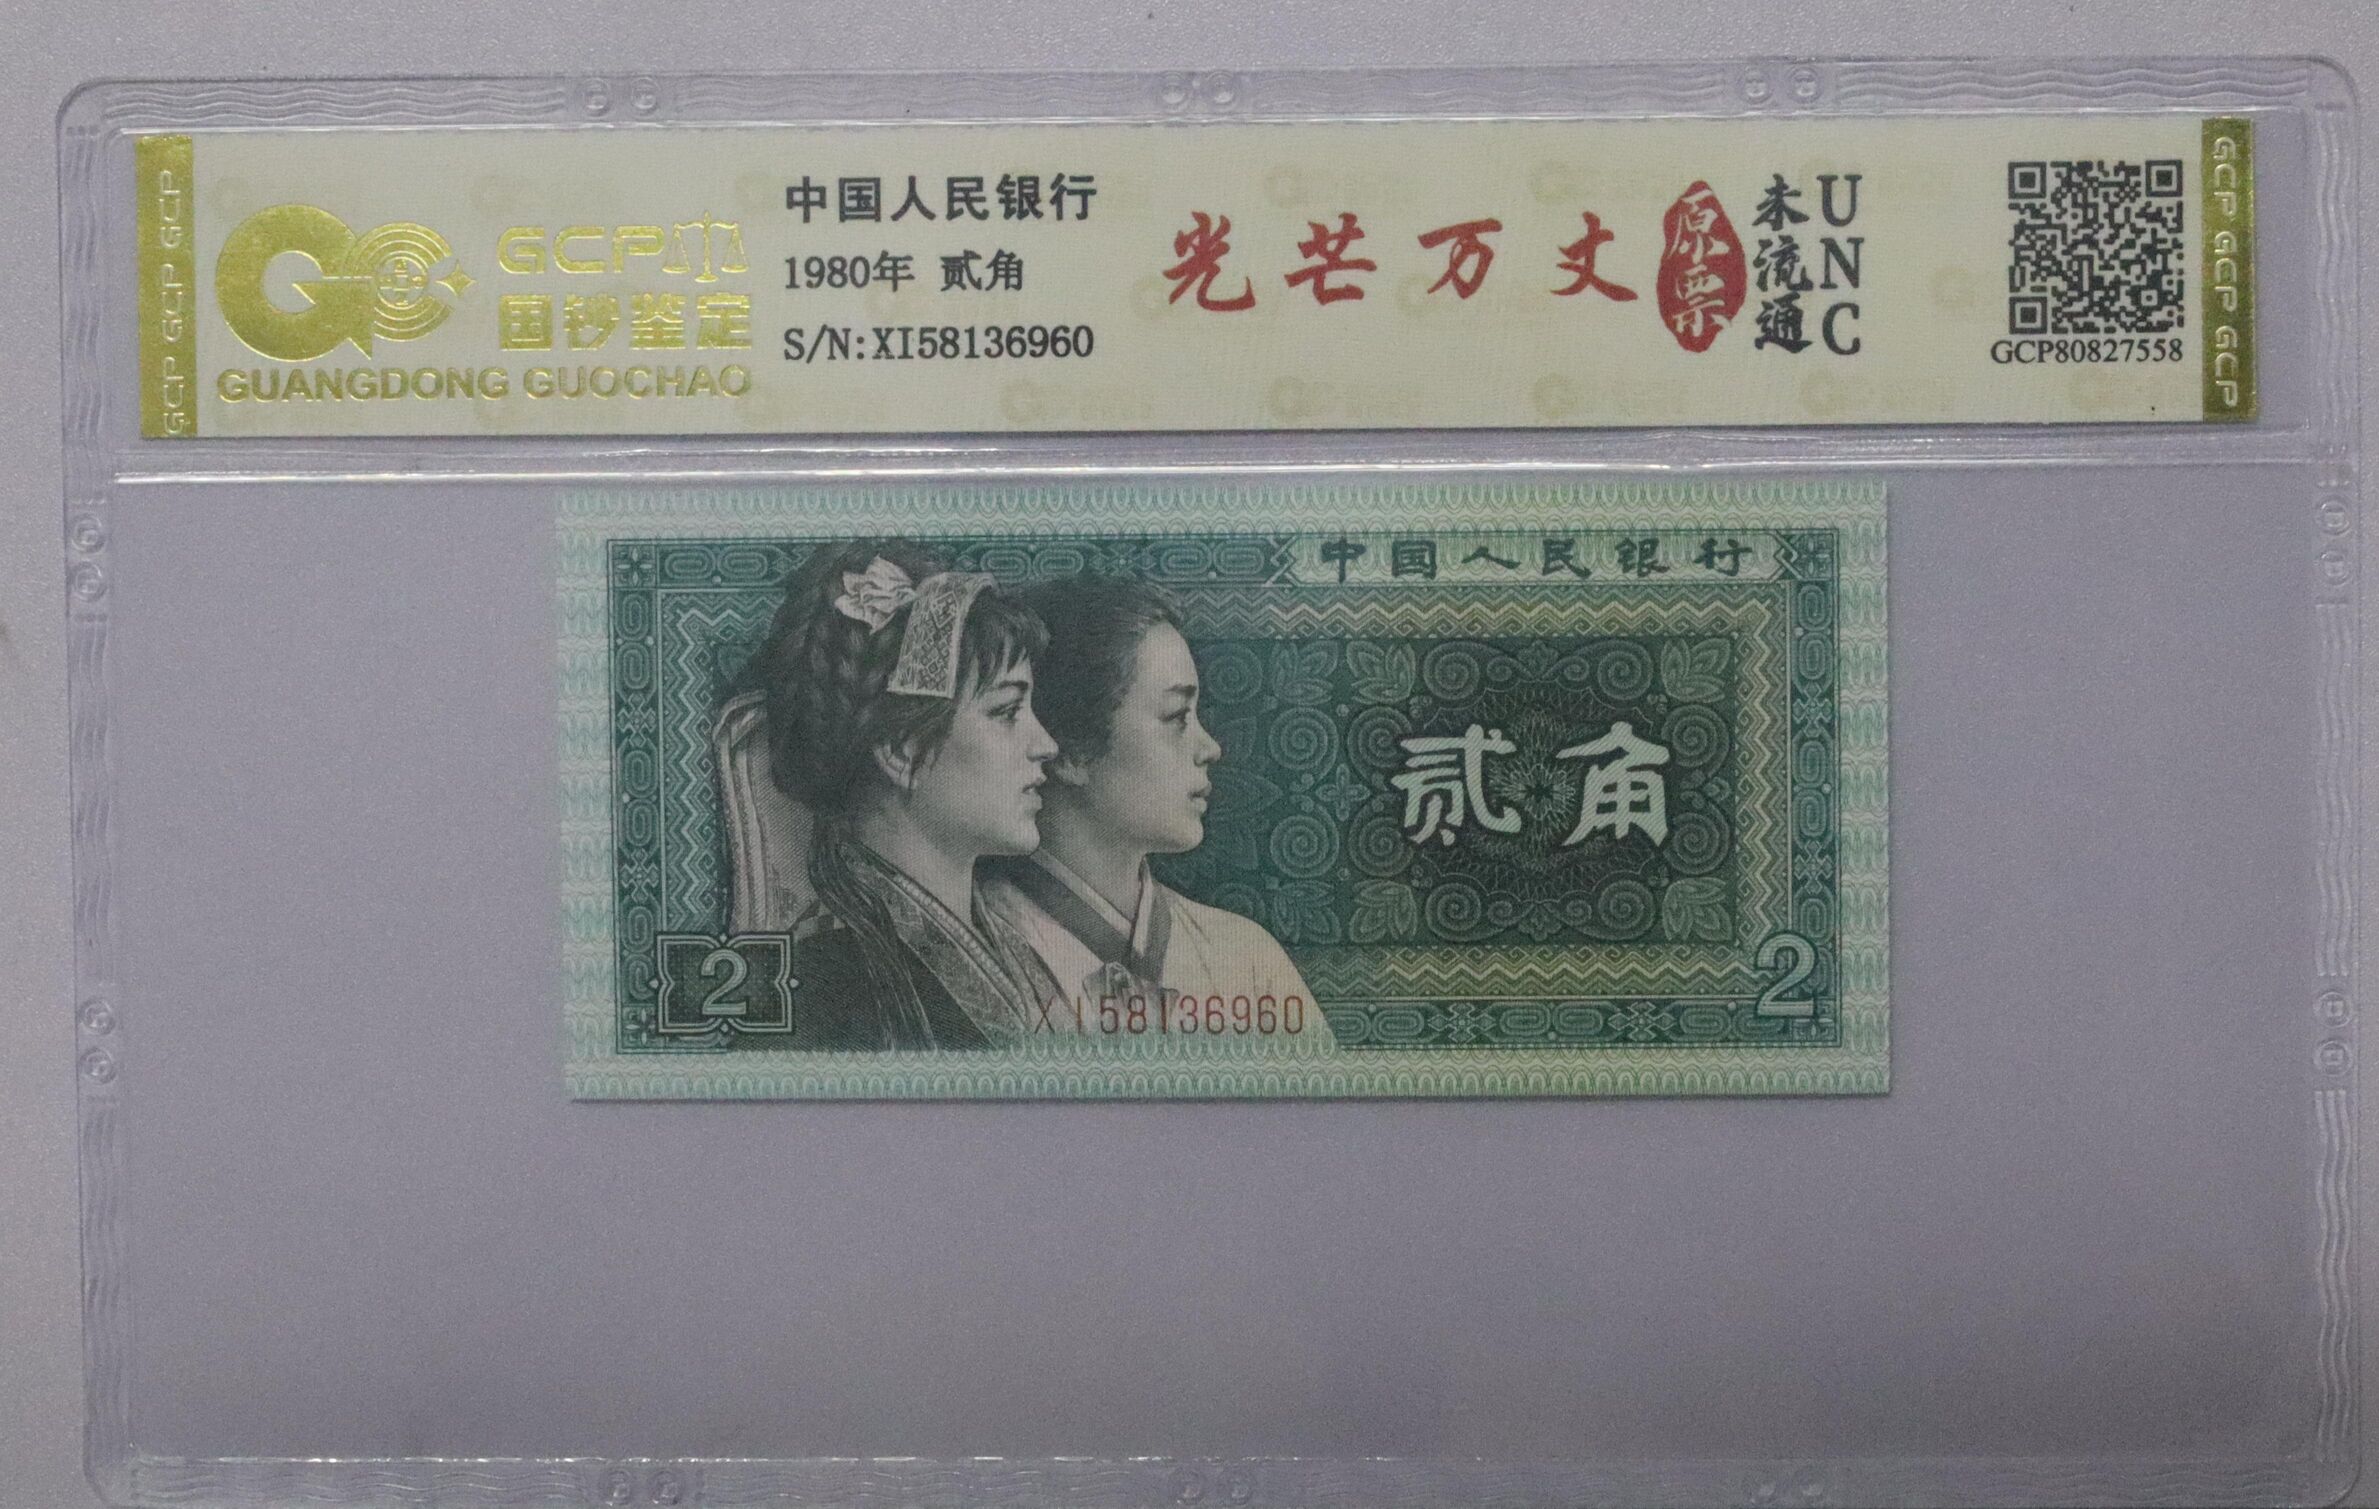 GCP GCP GCP
GCP
国钞鉴定
GUANGDONG GUOCHAO
中国人民银行
1980年 贰角
S/N:XI58136960
光芒万丈
原票
未流通
UNC
GCP80827558
GCP GCP GCP
中国人民银行
贰角
2
XI58136960
2